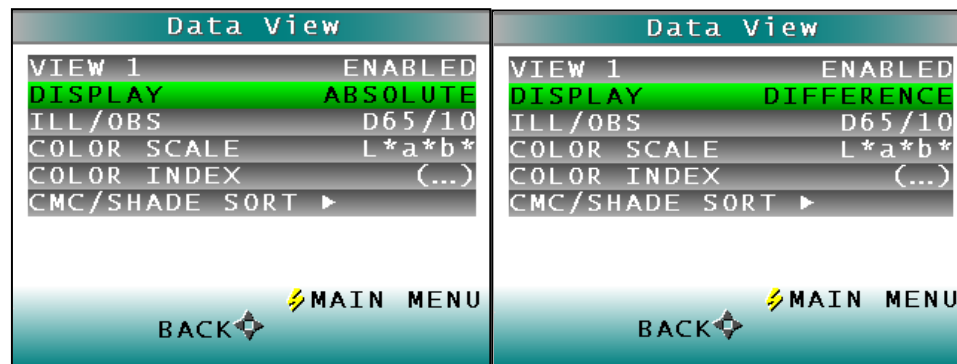 Data View
VIEW 1 ENABLED
DISPLAY ABSOLUTE
ILL/OBS D65/10
COLOR SCALE L*a*b*
COLOR INDEX (...)
CMC/SHADE SORT ▶
MAIN MENU
BACK
Data View
VIEW 1 ENABLED
DISPLAY DIFFERENCE
ILL/OBS D65/10
COLOR SCALE L*a*b*
COLOR INDEX (...)
CMC/SHADE SORT ▶
MAIN MENU
BACK